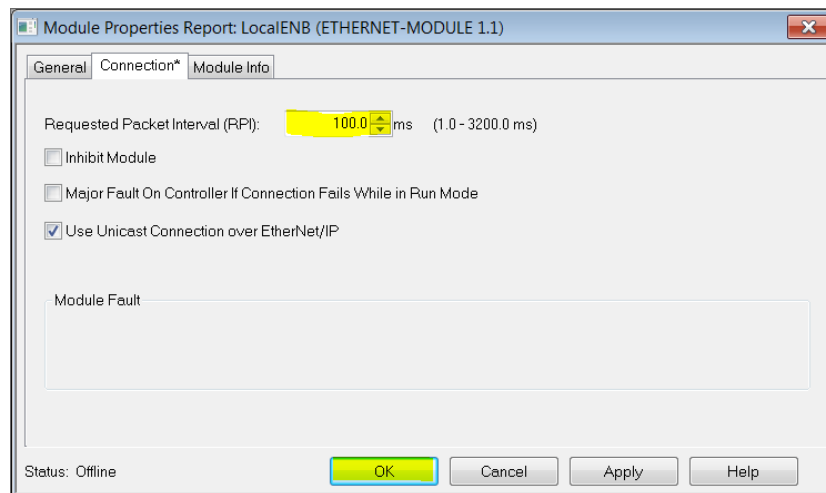 Module Properties Report: LocalENB (ETHERNET-MODULE 1.1)
General Connection* Module Info
Requested Packet Interval (RPI): 100.0 ms (1.0 - 3200.0 ms)
Inhibit Module
Major Fault On Controller If Connection Fails While in Run Mode
Use Unicast Connection over EtherNet/IP
Module Fault
Status: Offline OK Cancel Apply Help